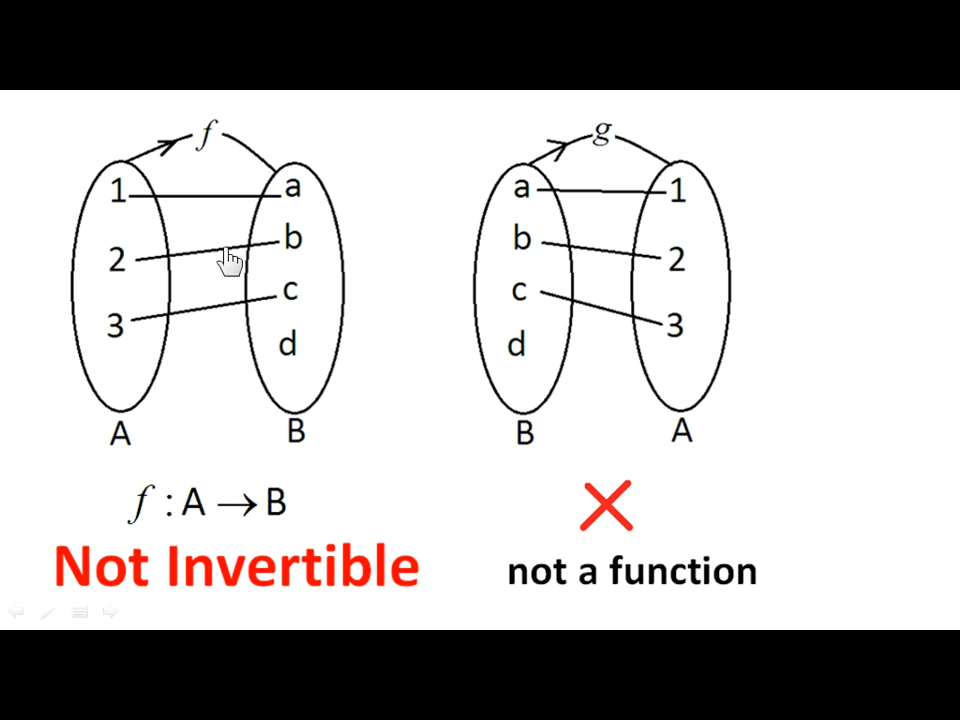 f g
1 a a 1
2 b b 2
3 c c 3
d d
A B B A
f : A → B
Not Invertible
not a function